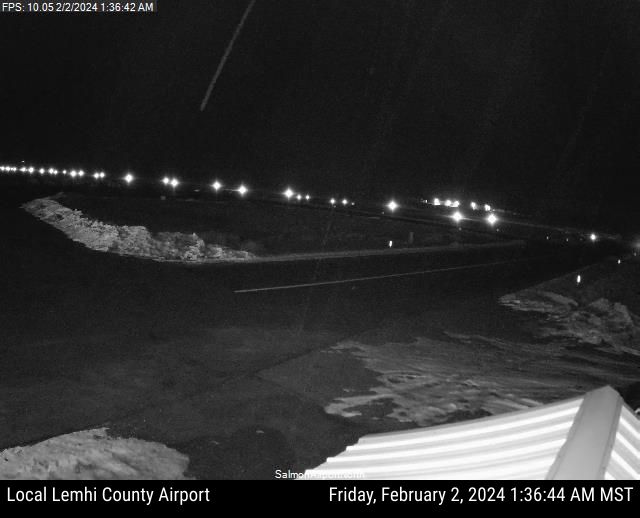 FPS: 10.05 2/2/2024 1:36:42 AM
Local Lemhi County Airport
Friday, February 2, 2024 1:36:44 AM MST